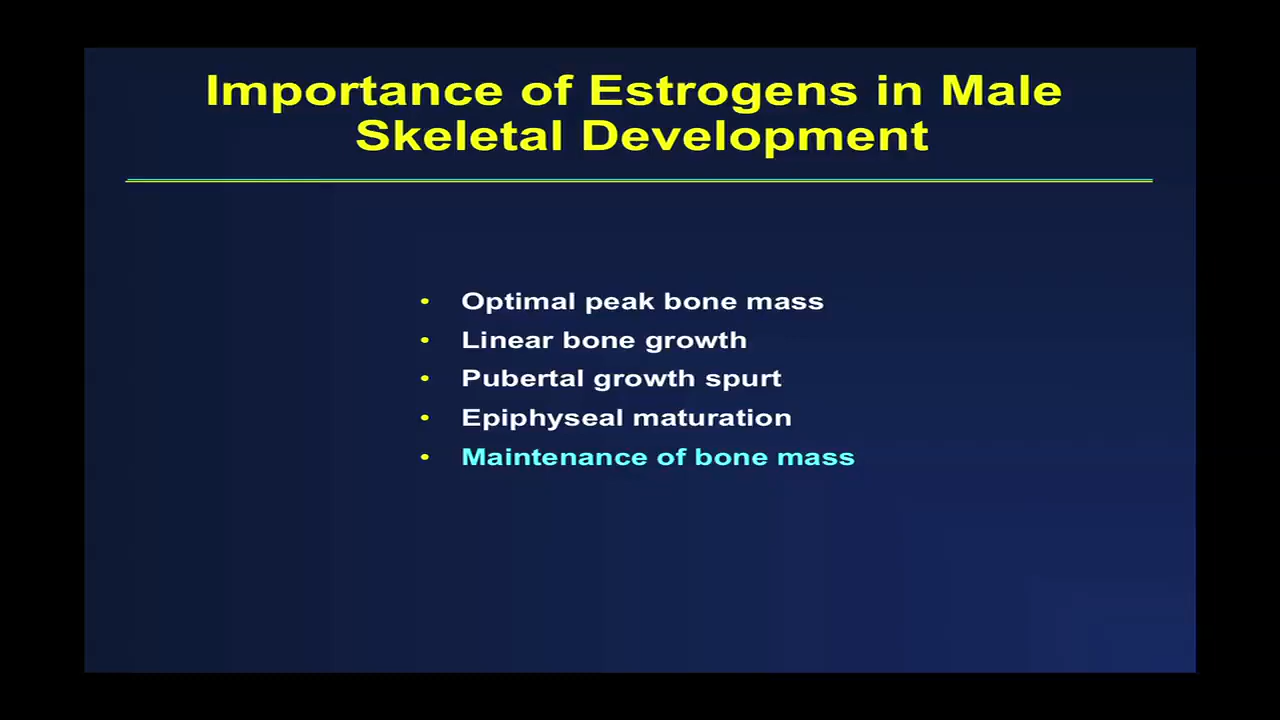 Importance of Estrogens in Male
Skeletal Development
• Optimal peak bone mass
• Linear bone growth
• Pubertal growth spurt
• Epiphyseal maturation
• Maintenance of bone mass